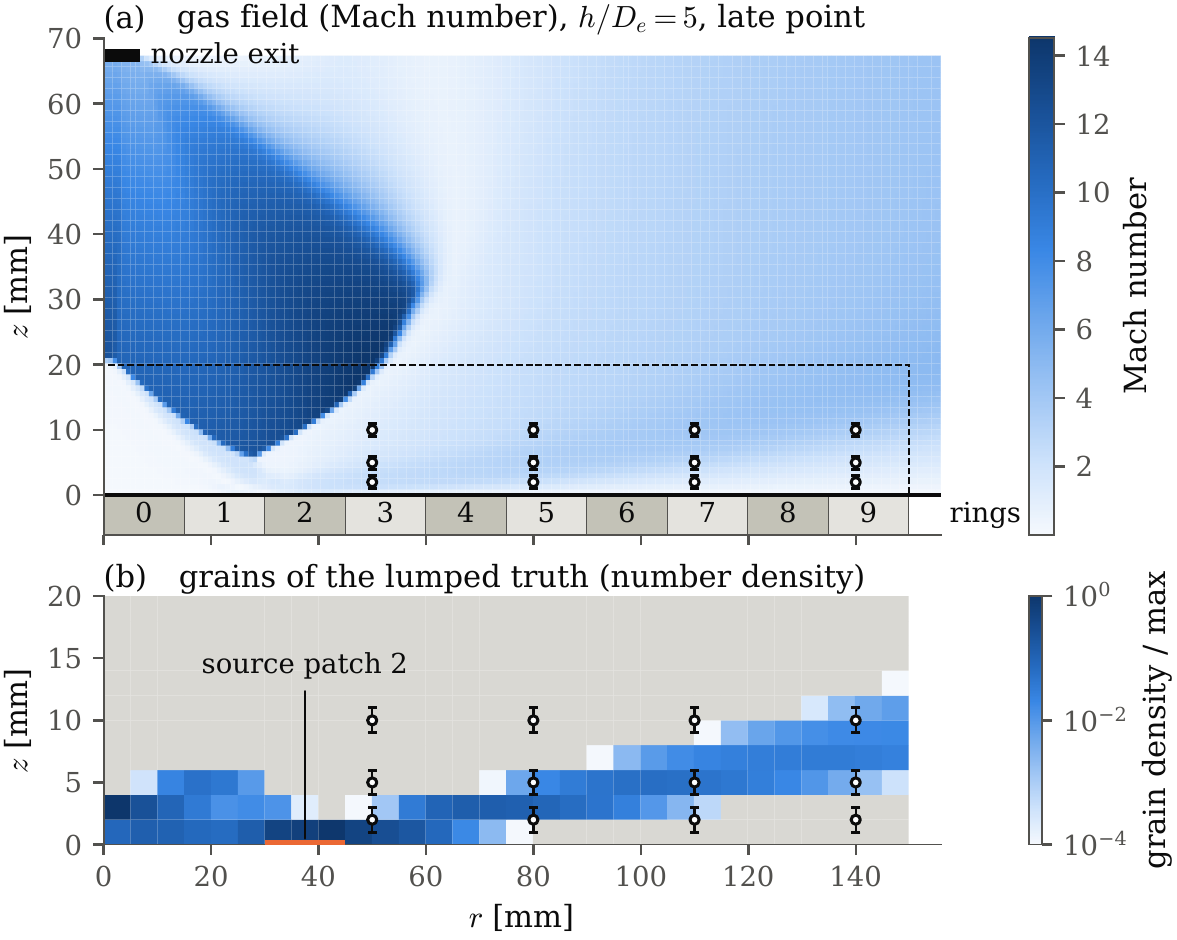 (a) gas field (Mach number), h/Dₑ = 5, late point
70
60
50
40
30
20
10
0
z [mm]
nozzle exit
0 1 2 3 4 5 6 7 8 9 rings
14
12
10
8
6
4
2
Mach number
(b) grains of the lumped truth (number density)
20
15
10
5
0
z [mm]
source patch 2
0 20 40 60 80 100 120 140
r [mm]
10⁰
10⁻²
10⁻⁴
grain density / max